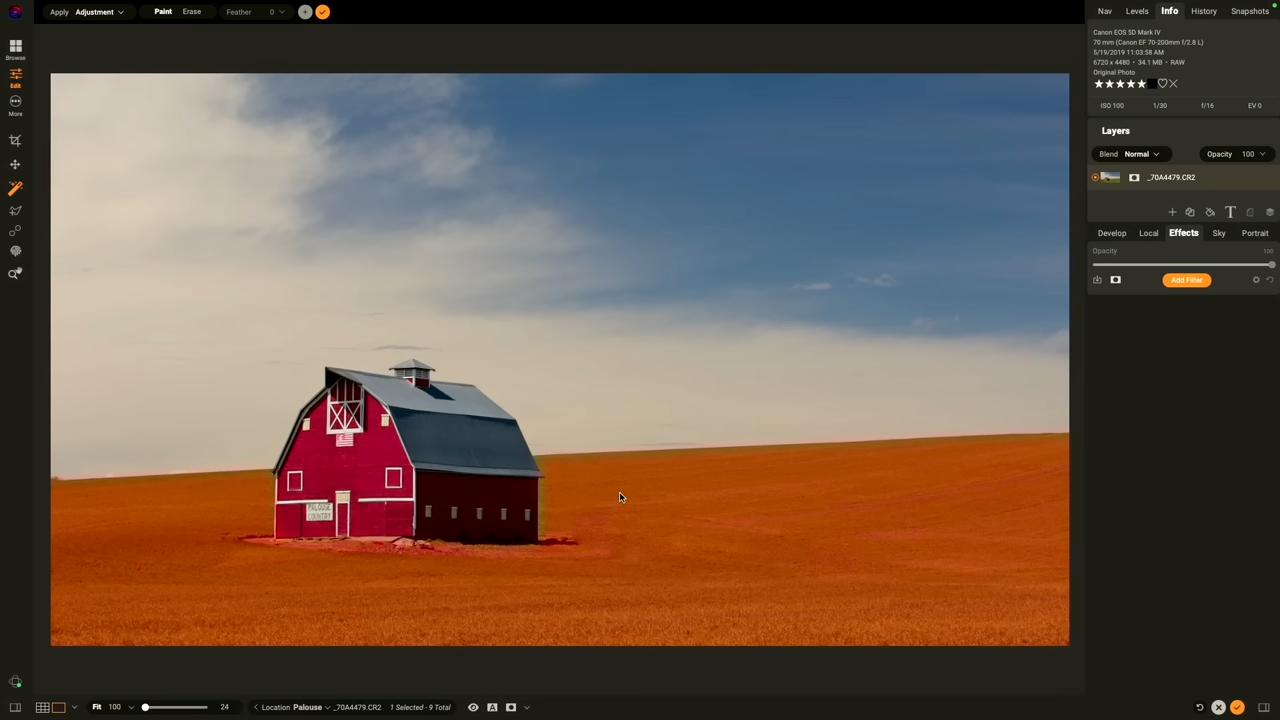 Apply Adjustment Paint Erase Feather 0
Nav Levels Info History Snapshots
Canon EOS 5D Mark IV
70 mm (Canon EF 70-200mm f/2.8 L)
5/19/2019 11:03:58 AM
6720 x 4480 • 34.1 MB • RAW
Original Photo
ISO 100 1/30 f/16 EV 0
Layers
Blend Normal Opacity 100
_70A4479.CR2
T
Develop Local Effects Sky Portrait
Opacity 100
Add Filter
Browse
Edit
More
PALOUSE
COUNTRY
Fit 100 24 Location Palouse _70A4479.CR2 1 Selected - 9 Total A